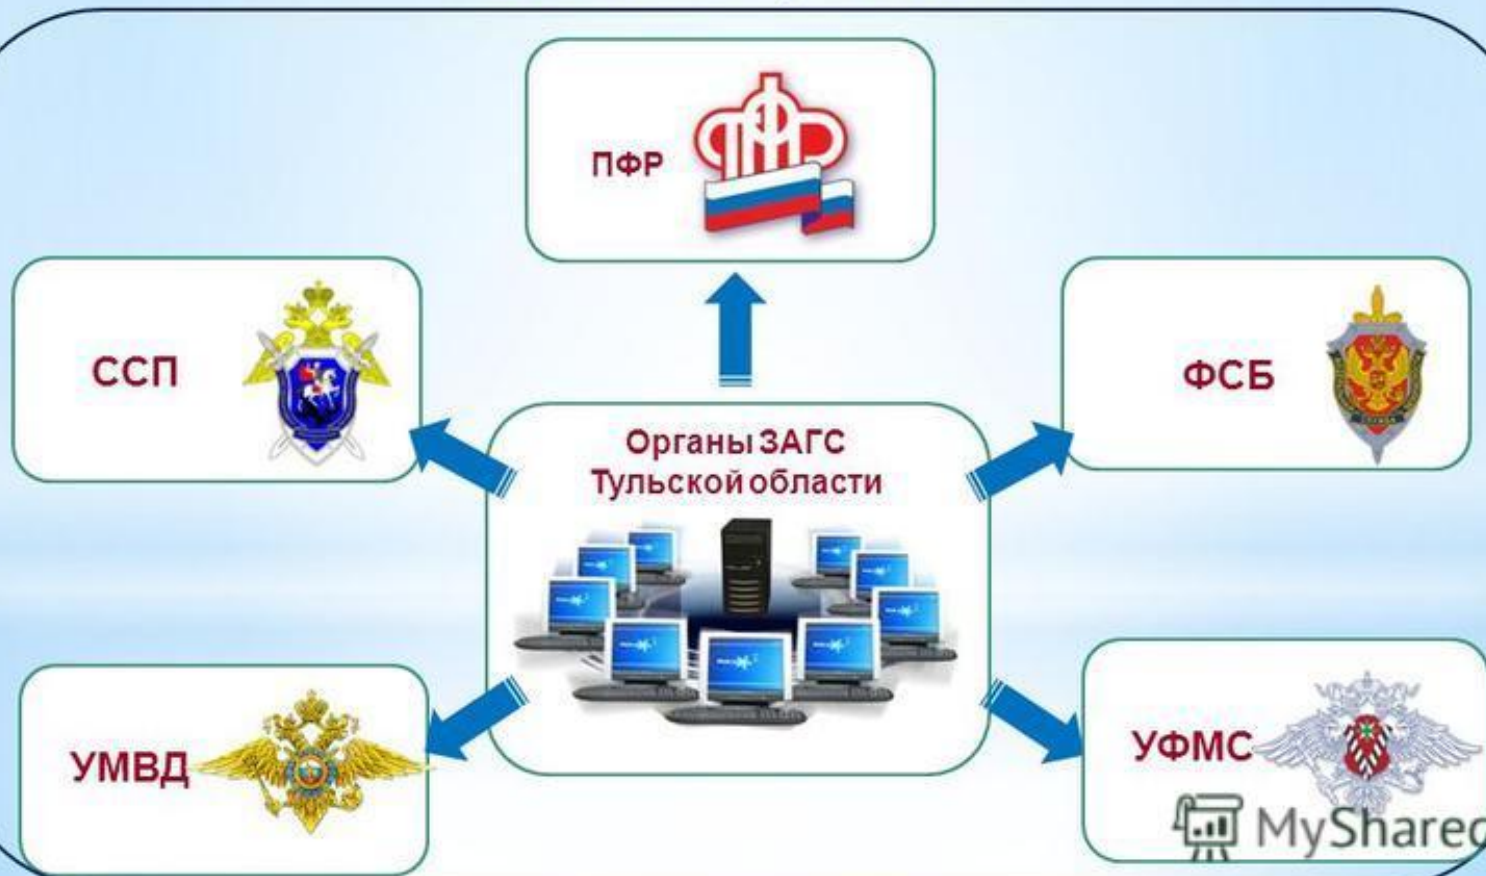 ПФР
ССП
ФСБ
Органы ЗАГС
Тульской области
УМВД
УФМС
MyShared